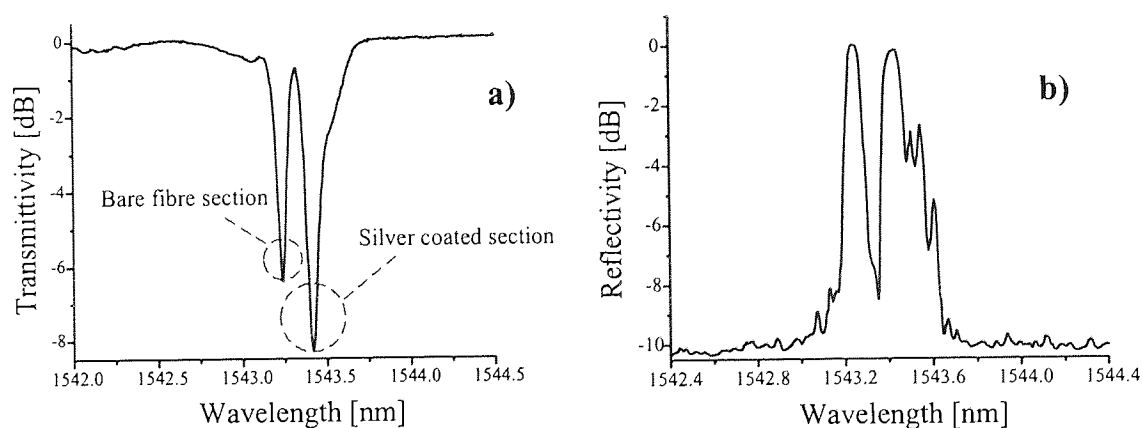 a)
0
-2
-4
-6
-8
Transmittivity [dB]
Bare fibre section
Silver coated section
1542.0 1542.5 1543.0 1543.5 1544.0 1544.5
Wavelength [nm]
b)
0
-2
-4
-6
-8
-10
Reflectivity [dB]
1542.4 1542.8 1543.2 1543.6 1544.0 1544.4
Wavelength [nm]